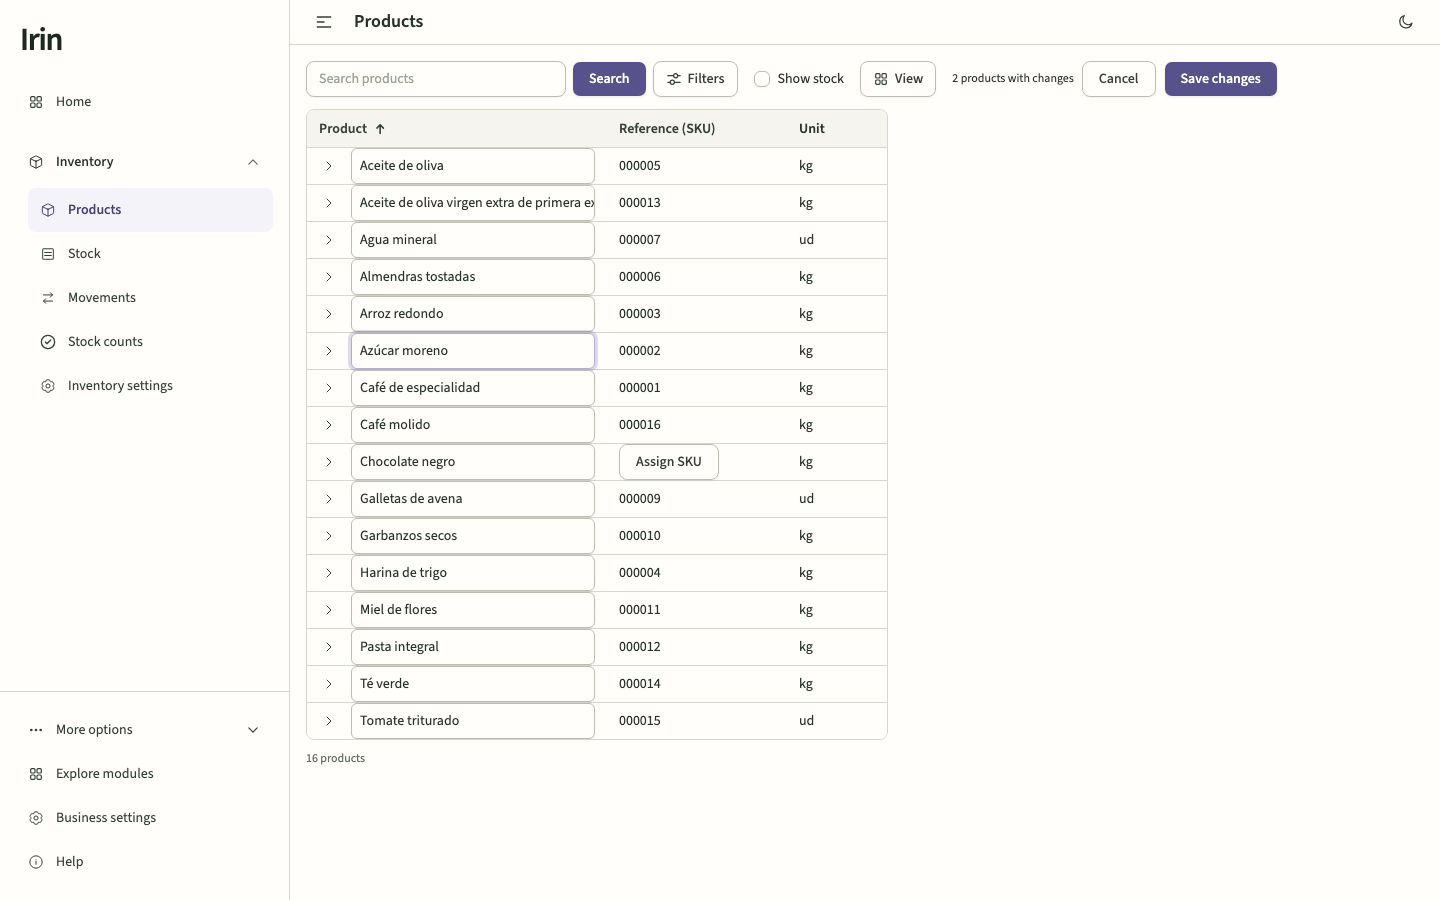 Irin
Home
Inventory
Products
Stock
Movements
Stock counts
Inventory settings
More options
Explore modules
Business settings
Help
Products
Search products
Search
Filters
Show stock
View
2 products with changes
Cancel
Save changes
Product Reference (SKU) Unit
Aceite de oliva 000005 kg
Aceite de oliva virgen extra de primera ex 000013 kg
Agua mineral 000007 ud
Almendras tostadas 000006 kg
Arroz redondo 000003 kg
Azúcar moreno 000002 kg
Café de especialidad 000001 kg
Café molido 000016 kg
Chocolate negro Assign SKU kg
Galletas de avena 000009 ud
Garbanzos secos 000010 kg
Harina de trigo 000004 kg
Miel de flores 000011 kg
Pasta integral 000012 kg
Té verde 000014 kg
Tomate triturado 000015 ud
16 products